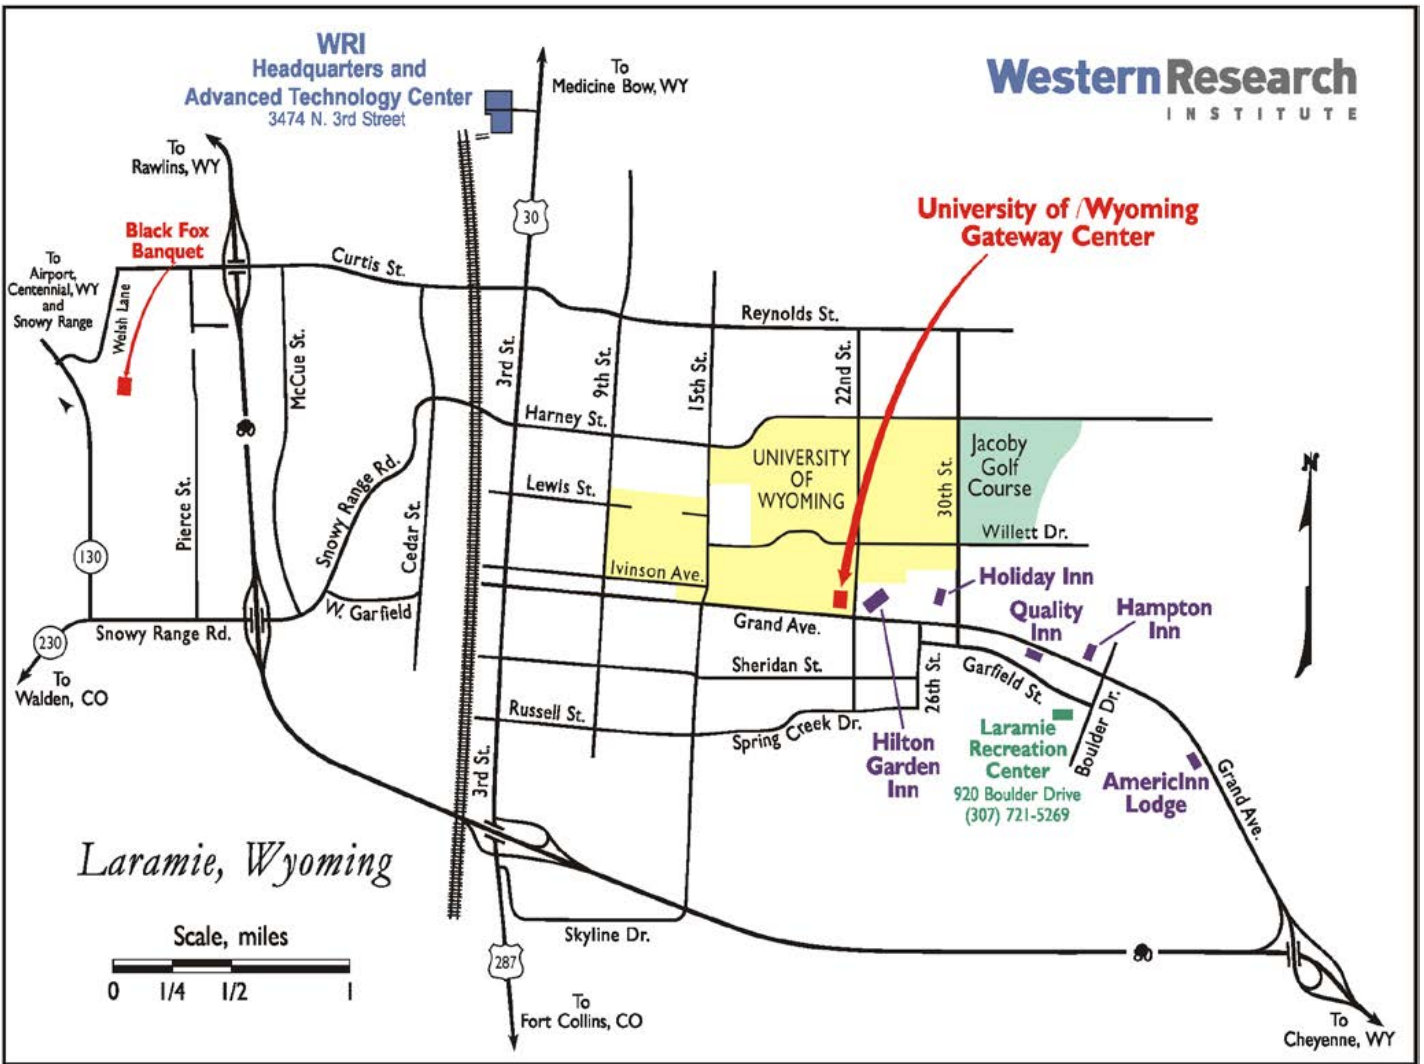 WRI
Headquarters and
Advanced Technology Center
3474 N. 3rd Street
To
Medicine Bow, WY
WesternResearch
INSTITUTE
To
Rawlins, WY
30
University of /Wyoming
Gateway Center
Black Fox
Banquet
To
Airport,
Centennial, WY
and
Snowy Range
Curtis St.
Welsh Lane
Reynolds St.
McCue St.
3rd St.
9th St.
15th St.
22nd St.
Harney St.
80
UNIVERSITY
OF
WYOMING
Jacoby
Golf
Course
30th St.
N
Snowy Range Rd.
Lewis St.
Pierce St.
Cedar St.
Willett Dr.
130
Ivinson Ave.
Holiday Inn
W. Garfield
Quality
Inn
Hampton
Inn
Grand Ave.
230
Snowy Range Rd.
To
Walden, CO
Sheridan St.
26th St.
Garfield St.
Russell St.
Spring Creek Dr.
Boulder Dr.
Hilton
Garden
Inn
Laramie
Recreation
Center
920 Boulder Drive
(307) 721-5269
AmericInn
Lodge
Grand Ave.
3rd St.
Laramie, Wyoming
Scale, miles
0 1/4 1/2 1
Skyline Dr.
80
287
To
Fort Collins, CO
To
Cheyenne, WY